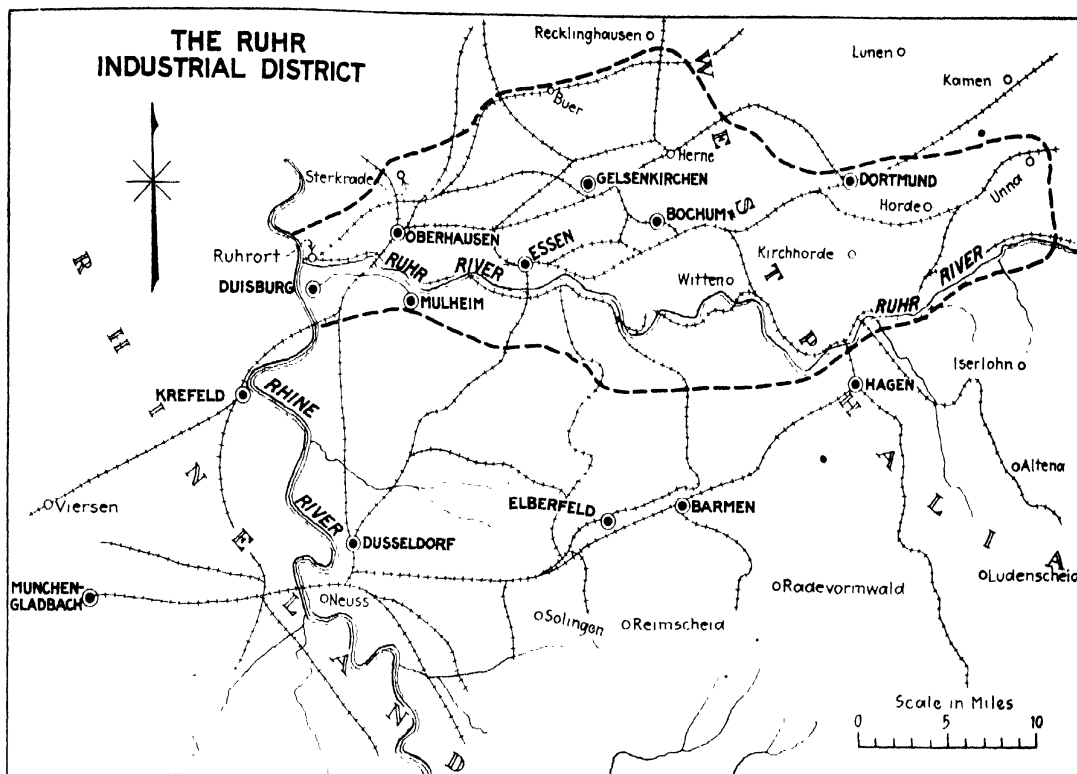 THE RUHR
INDUSTRIAL DISTRICT
Recklinghausen
Lunen
Kamen
Buer
Herne
Sterkrade
GELSENKIRCHEN
DORTMUND
Unna
Horde
BOCHUM
OBERHAUSEN
ESSEN
Kirchhorde
Ruhrort
RUHR RIVER
RUHR RIVER
DUISBURG
MULHEIM
Witten
Iserlohn
HAGEN
KREFELD
RHINE RIVER
Altena
Viersen
ELBERFELD
BARMEN
DUSSELDORF
MUNCHEN-
GLADBACH
Neuss
Solingen
Reimscheid
Radevormwald
Ludenscheid
RHINELAND
WESTPHALIA
Scale in Miles
0 5 10